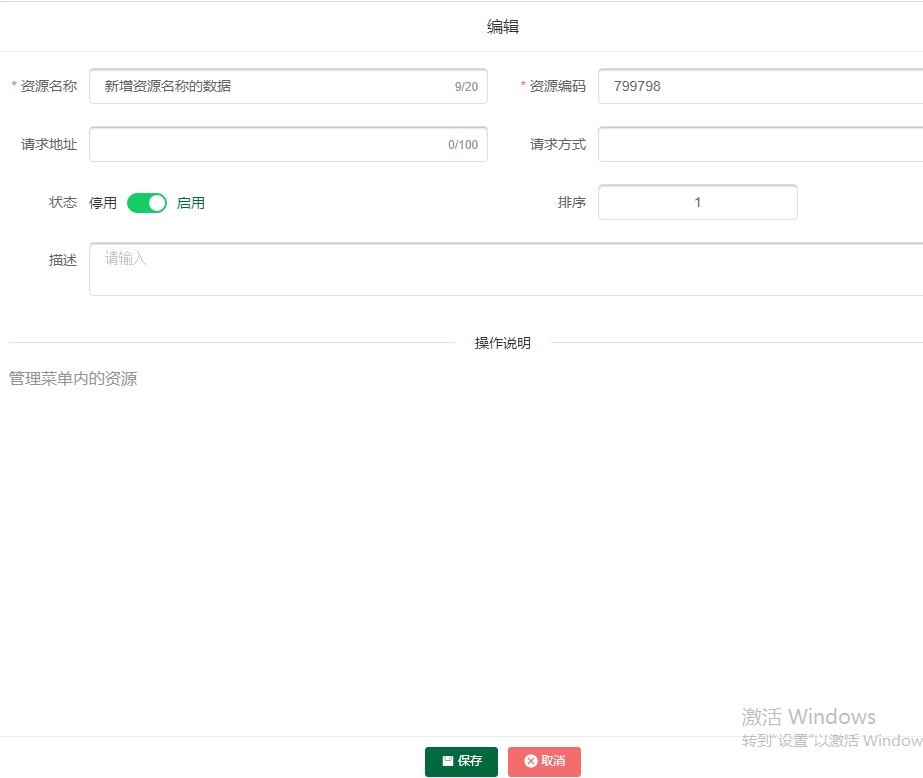 编辑
* 资源名称 新增资源名称的数据 9/20 * 资源编码 799798
请求地址 0/100 请求方式
状态 停用 启用 排序 1
描述 请输入
操作说明
管理菜单内的资源
激活 Windows
转到"设置"以激活 Window
保存 取消